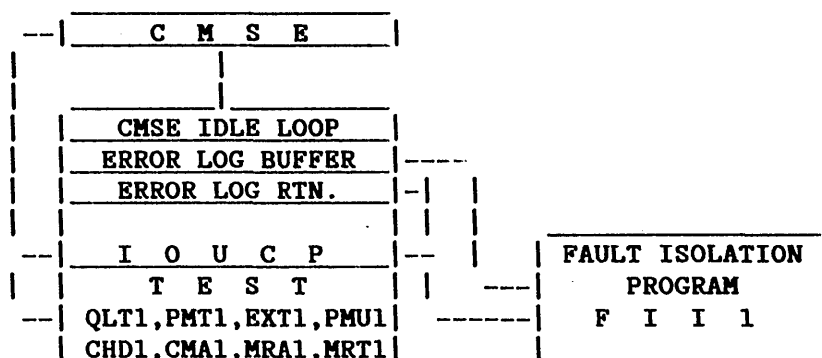 C M S E
CMSE IDLE LOOP
ERROR LOG BUFFER
ERROR LOG RTN.
I O U C P
T E S T
QLT1,PMT1,EXT1,PMU1
CHD1,CMA1,MRA1,MRT1
FAULT ISOLATION
PROGRAM
F I I 1